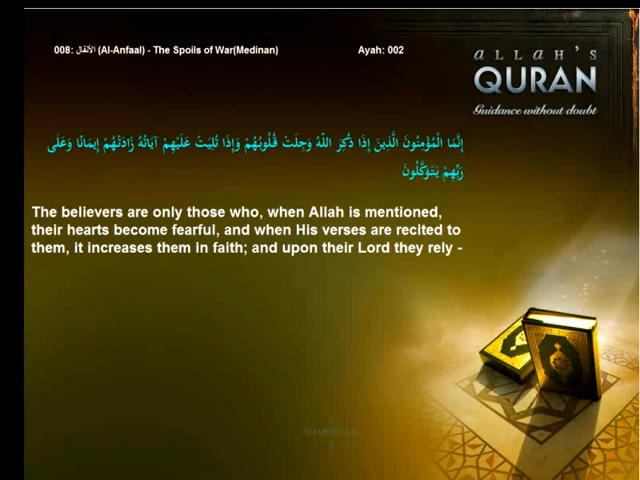 008: الأنفال (Al-Anfaal) - The Spoils of War(Medinan) Ayah: 002
ALLAH'S
QURAN
Guidance without doubt
إِنَّمَا الْمُؤْمِنُونَ الَّذِينَ إِذَا ذُكِرَ اللّهُ وَجِلَتْ قُلُوبُهُمْ وَإِذَا تُلِيَتْ عَلَيْهِمْ آيَاتُهُ زَادَتْهُمْ إِيمَانًا وَعَلَى
رَبِّهِمْ يَتَوَكَّلُونَ
The believers are only those who, when Allah is mentioned,
their hearts become fearful, and when His verses are recited to
them, it increases them in faith; and upon their Lord they rely -